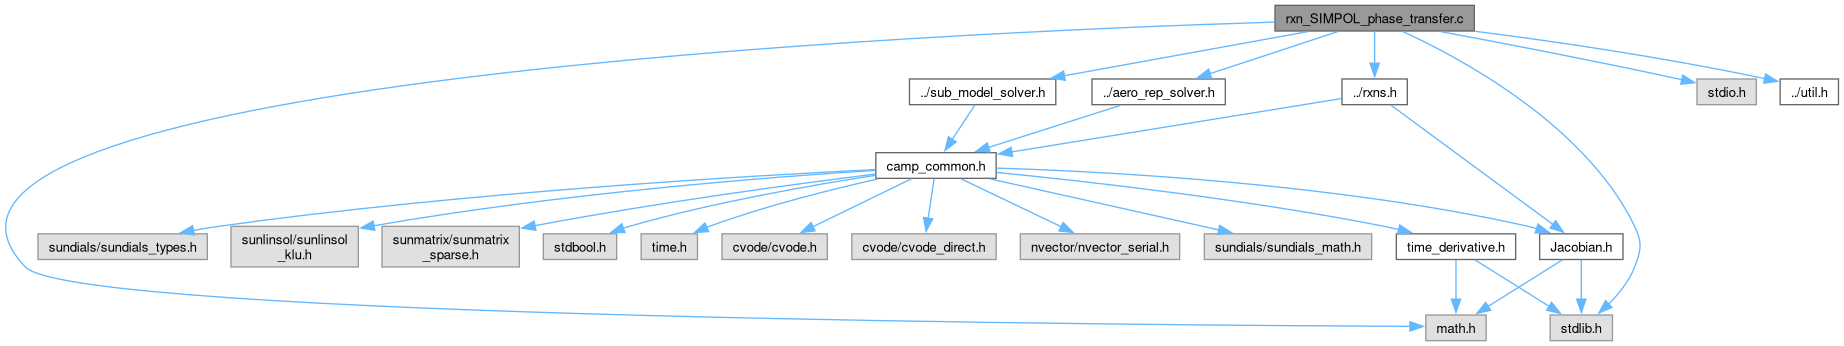 rxn_SIMPOL_phase_transfer.c
../sub_model_solver.h
../aero_rep_solver.h
../rxns.h
stdio.h
../util.h
camp_common.h
sundials/sundials_types.h
sunlinsol/sunlinsol
_klu.h
sunmatrix/sunmatrix
_sparse.h
stdbool.h
time.h
cvode/cvode.h
cvode/cvode_direct.h
nvector/nvector_serial.h
sundials/sundials_math.h
time_derivative.h
Jacobian.h
math.h
stdlib.h